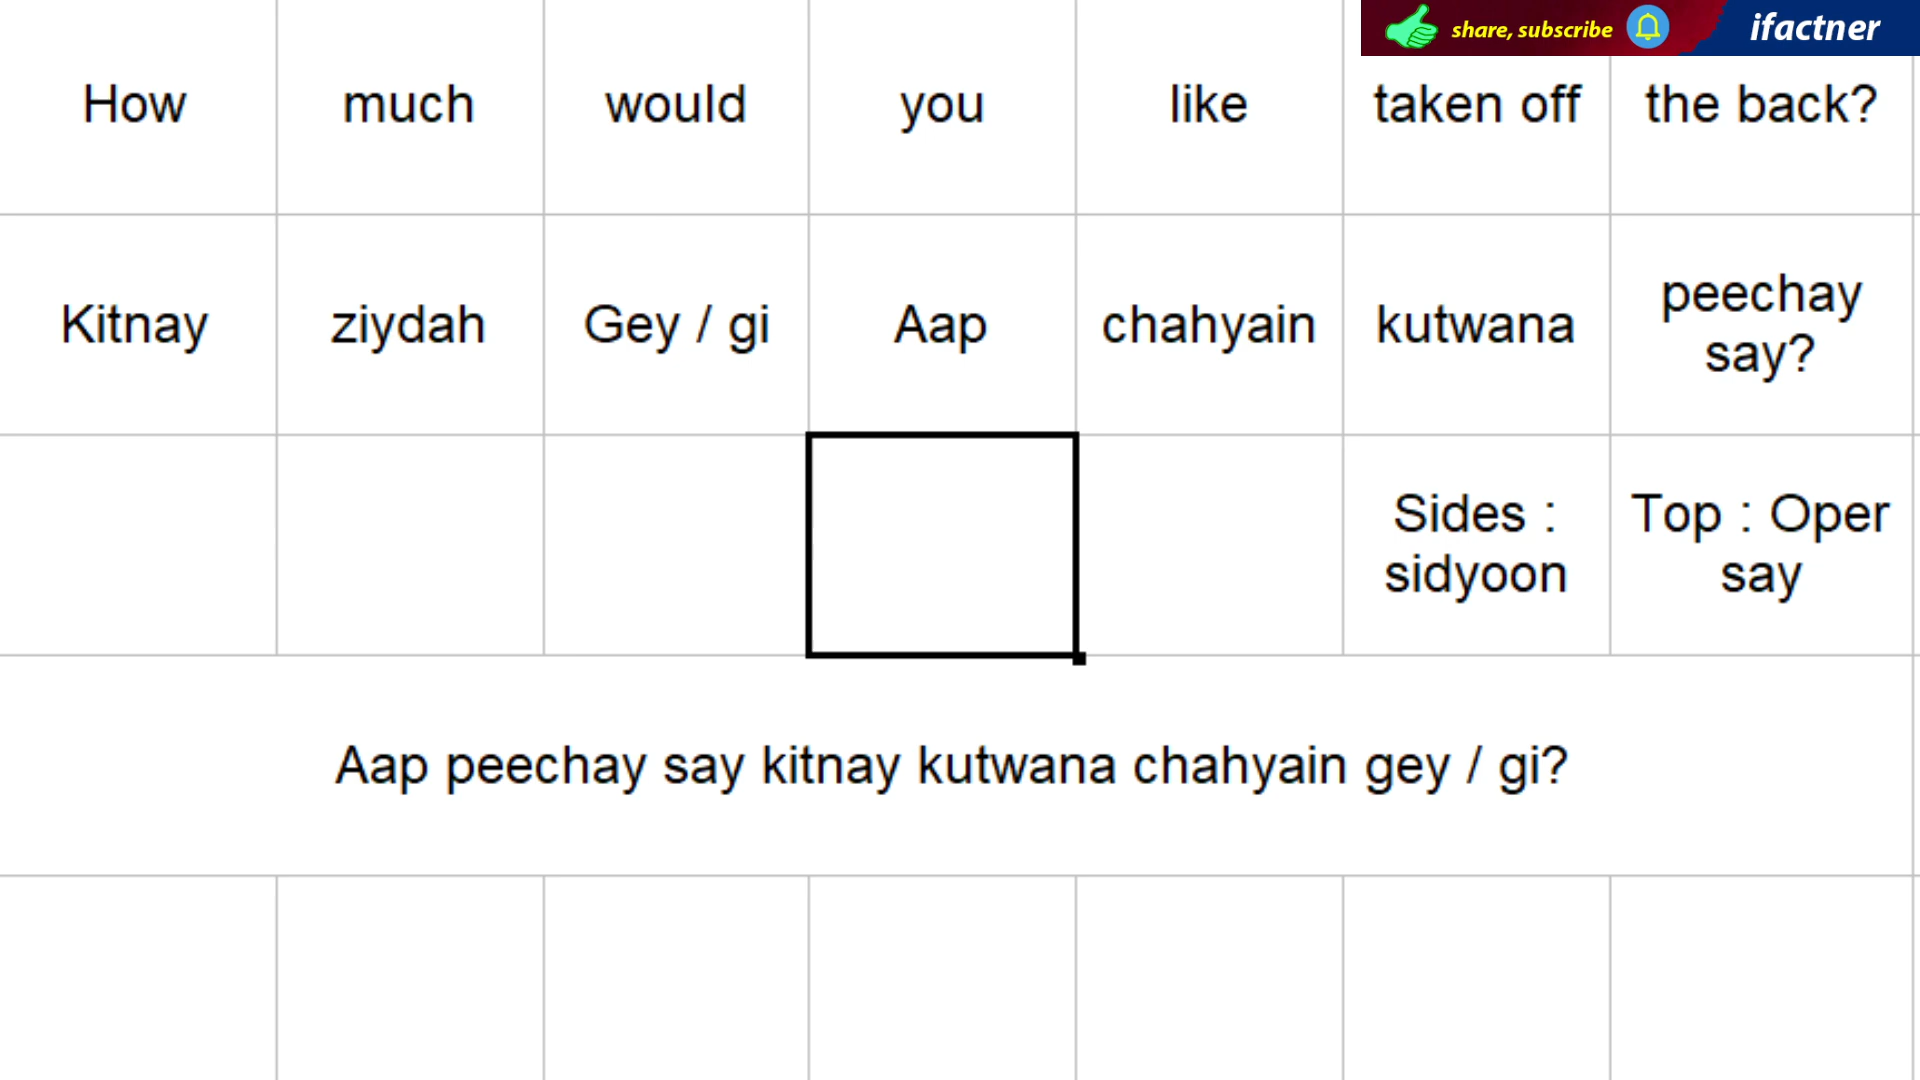 share, subscribe ifactner
How much would you like taken off the back?
Kitnay ziydah Gey / gi Aap chahyain kutwana peechay say?
Sides : sidyoon
Top : Oper say
Aap peechay say kitnay kutwana chahyain gey / gi?